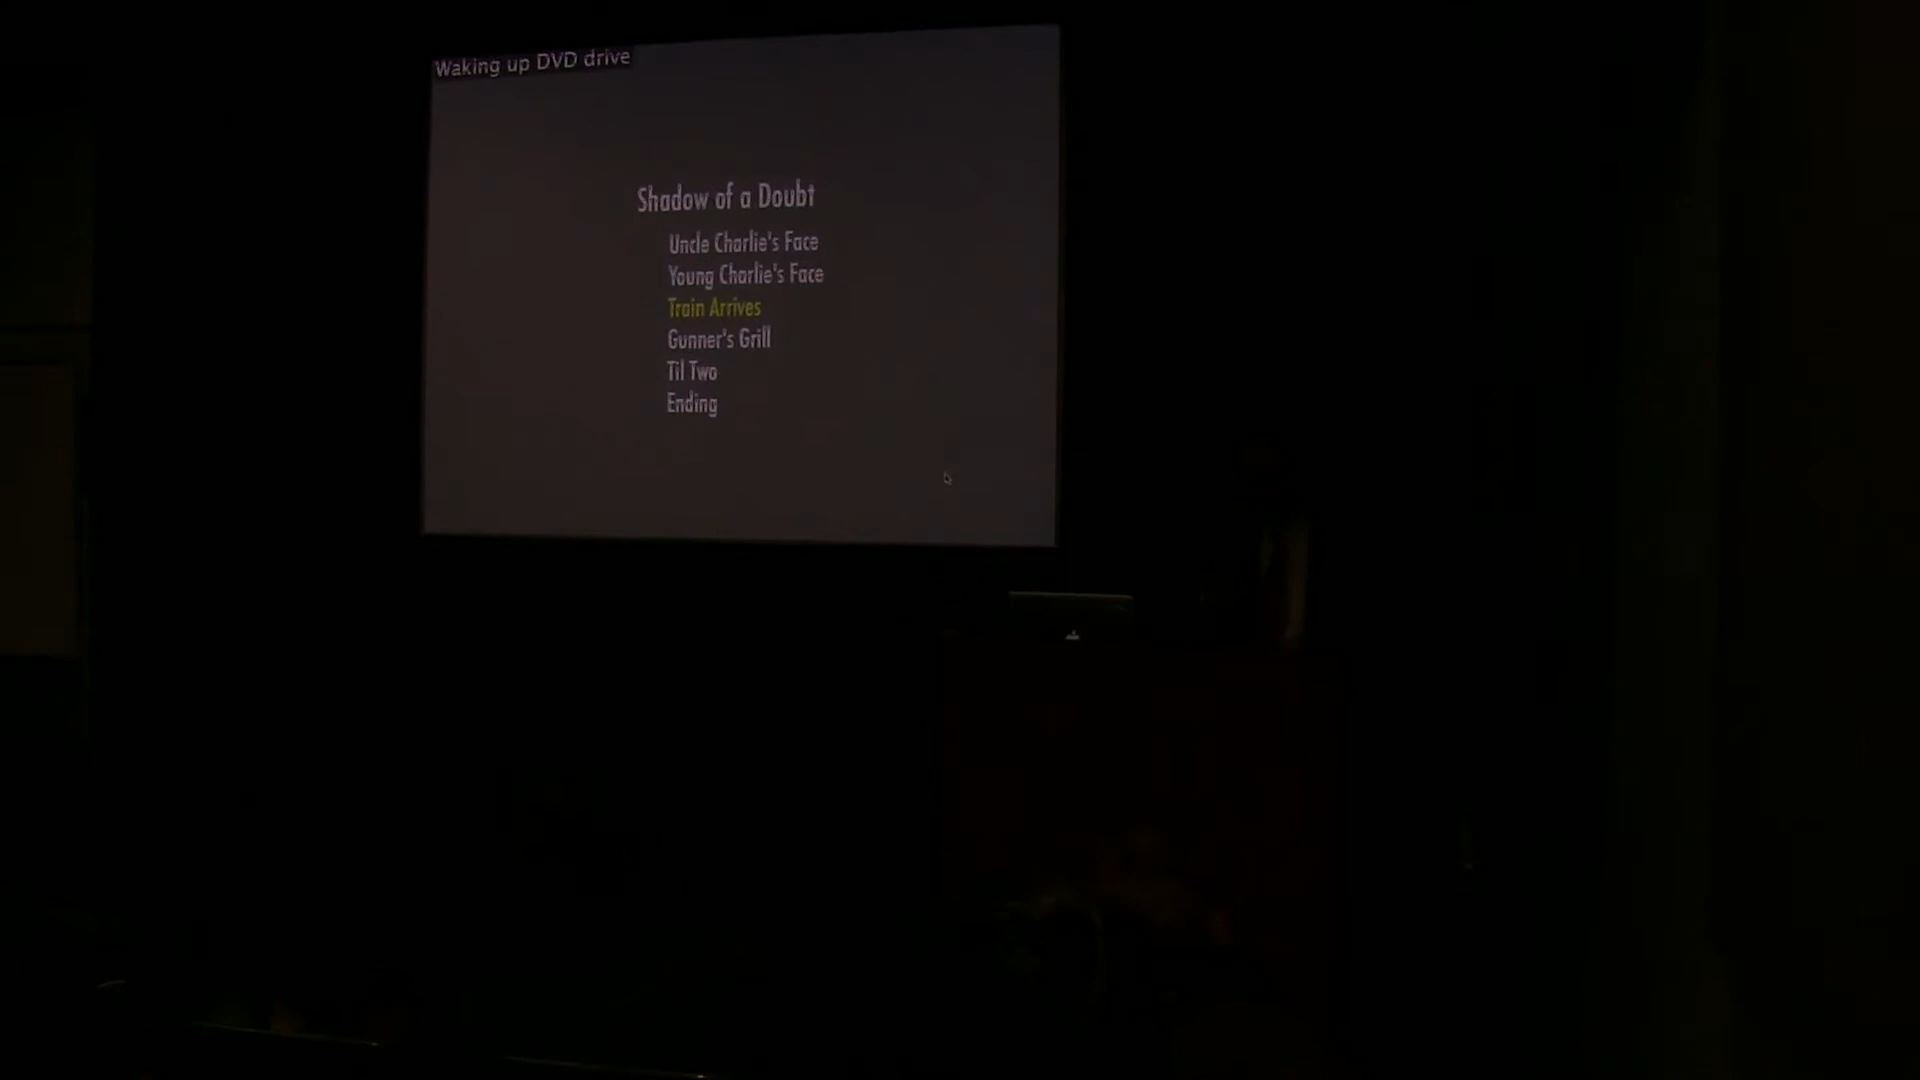 Waking up DVD drive
Shadow of a Doubt
Uncle Charlie's Face
Young Charlie's Face
Train Arrives
Gunner's Grill
Til Two
Ending